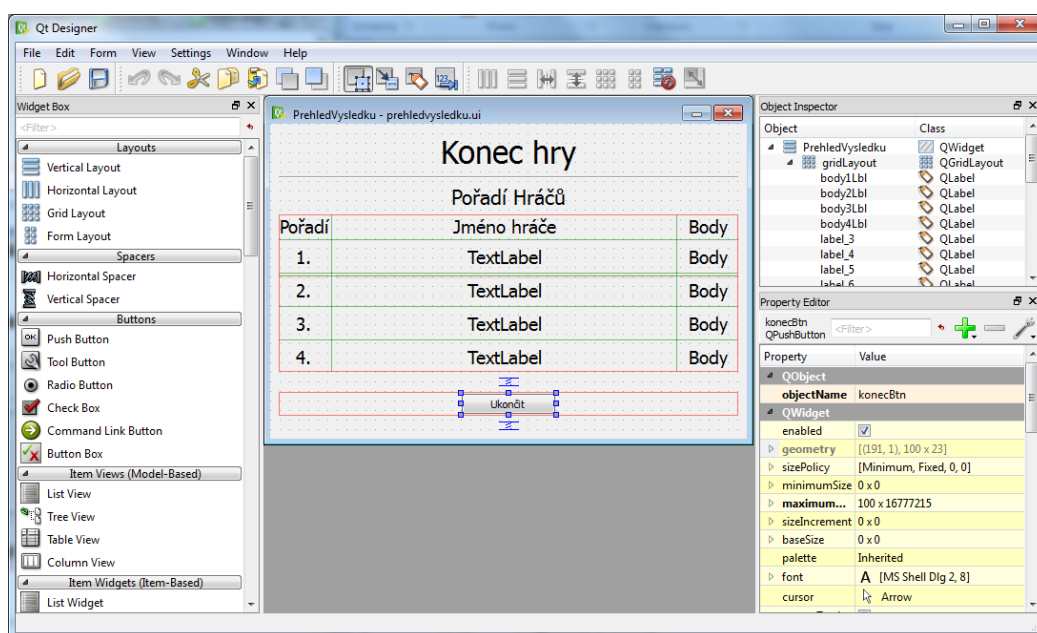 Qt Designer
File Edit Form View Settings Window Help
Widget Box
<Filter>
Layouts
Vertical Layout
Horizontal Layout
Grid Layout
Form Layout
Spacers
Horizontal Spacer
Vertical Spacer
Buttons
OK Push Button
Tool Button
Radio Button
Check Box
Command Link Button
Button Box
Item Views (Model-Based)
List View
Tree View
Table View
Column View
Item Widgets (Item-Based)
List Widget
PrehledVysledku - prehledvysledku.ui
Konec hry
Pořadí Hráčů
Pořadí Jméno hráče Body
1. TextLabel Body
2. TextLabel Body
3. TextLabel Body
4. TextLabel Body
Ukončit
Object Inspector
Object Class
PrehledVysledku QWidget
gridLayout QGridLayout
body1Lbl QLabel
body2Lbl QLabel
body3Lbl QLabel
body4Lbl QLabel
label_3 QLabel
label_4 QLabel
label_5 QLabel
label_6 QLabel
Property Editor
konecBtn
QPushButton
<Filter>
Property Value
QObject
objectName konecBtn
QWidget
enabled
geometry [(191, 1), 100 x 23]
sizePolicy [Minimum, Fixed, 0, 0]
minimumSize 0 x 0
maximum... 100 x 16777215
sizeIncrement 0 x 0
baseSize 0 x 0
palette Inherited
font A [MS Shell Dlg 2, 8]
cursor Arrow